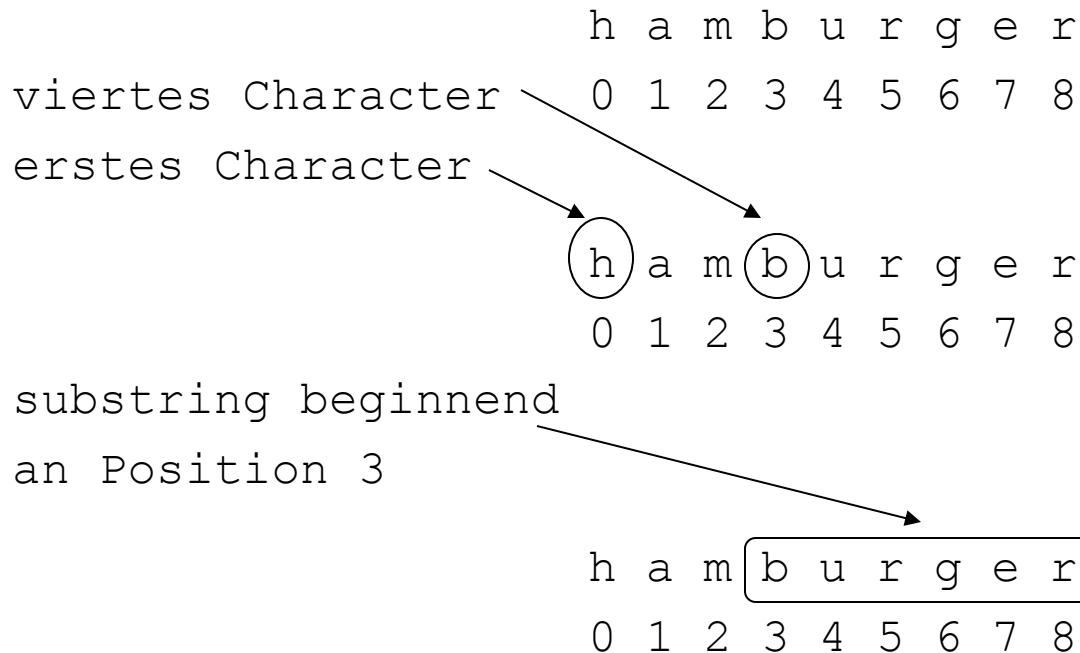 h a m b u r g e r
viertes Character 0 1 2 3 4 5 6 7 8
erstes Character
h a m b u r g e r
0 1 2 3 4 5 6 7 8
substring beginnend
an Position 3
h a m b u r g e r
0 1 2 3 4 5 6 7 8